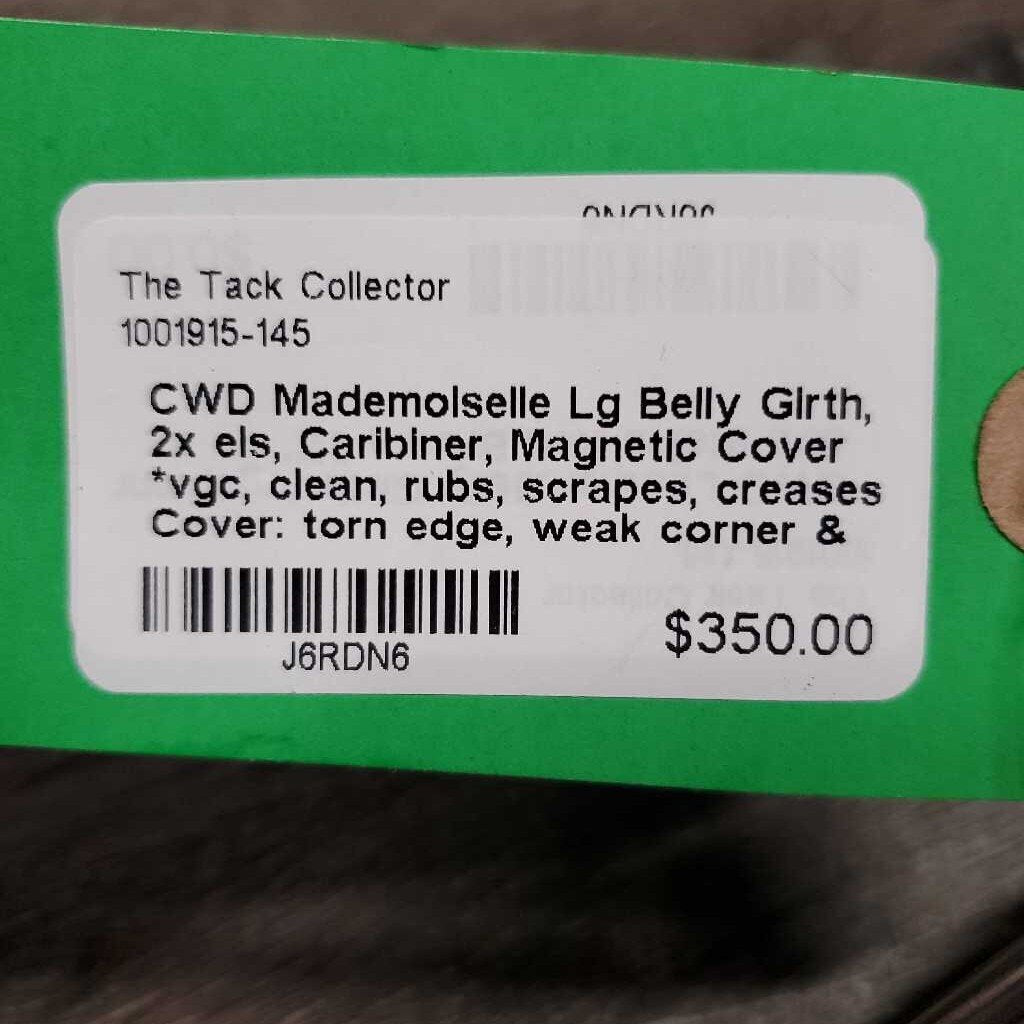 The Tack Collector
1001915-145
CWD Mademoiselle Lg Belly Girth,
2x els, Caribiner, Magnetic Cover
*vgc, clean, rubs, scrapes, creases
Cover: torn edge, weak corner &
J6RDN6
$350.00